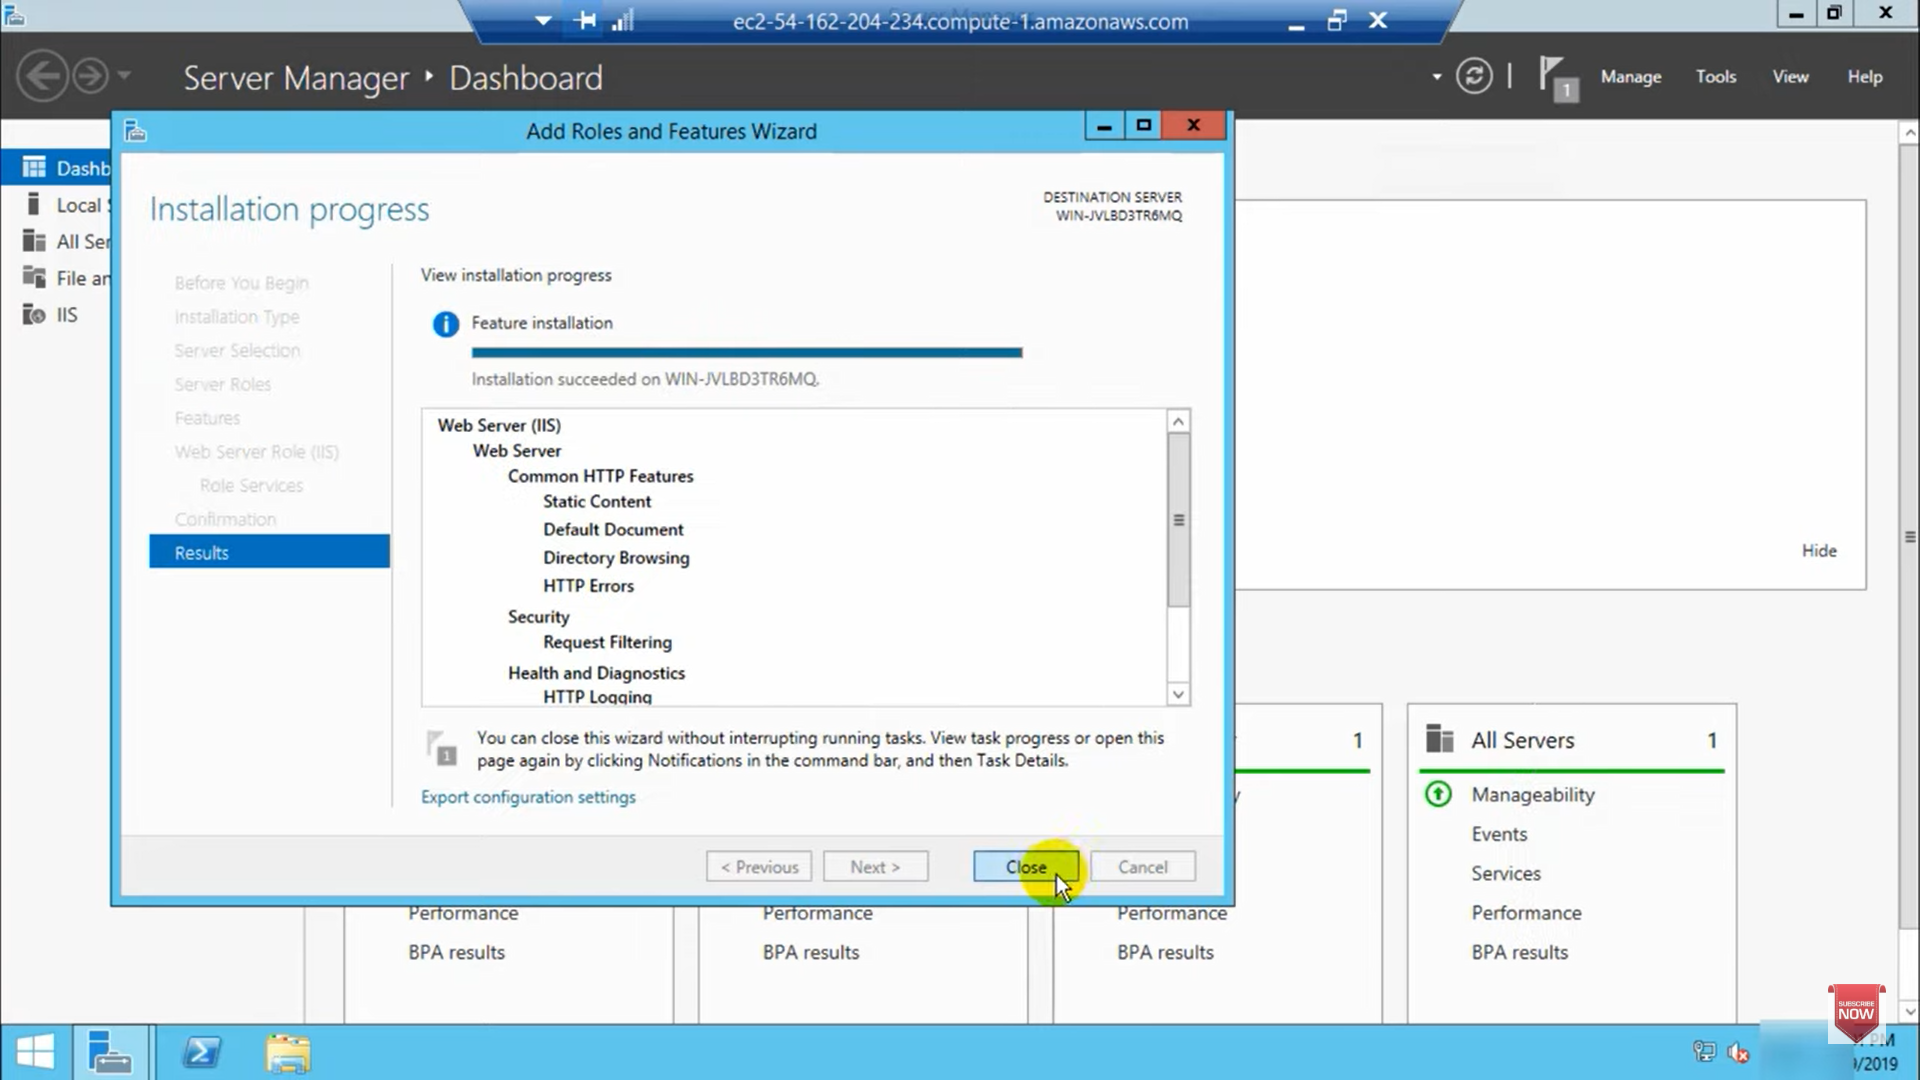 ec2-54-162-204-234.compute-1.amazonaws.com
Server Manager
Dashboard
1
Manage
Tools
View
Help
Add Roles and Features Wizard
Dashb
Local
All Ser
File an
IIS
Installation progress
DESTINATION SERVER
WIN-JVLBD3TR6MQ
Before You Begin
Installation Type
Server Selection
Server Roles
Features
Web Server Role (IIS)
Role Services
Confirmation
Results
View installation progress
Feature installation
Installation succeeded on WIN-JVLBD3TR6MQ.
Web Server (IIS)
Web Server
Common HTTP Features
Static Content
Default Document
Directory Browsing
HTTP Errors
Security
Request Filtering
Health and Diagnostics
HTTP Logging
1
You can close this wizard without interrupting running tasks. View task progress or open this
page again by clicking Notifications in the command bar, and then Task Details.
Export configuration settings
< Previous
Next >
Close
Cancel
Hide
1
All Servers
1
Manageability
Events
Services
Performance
BPA results
Performance
BPA results
Performance
BPA results
Performance
BPA results
SUBSCRIBE
NOW
PM
/2019